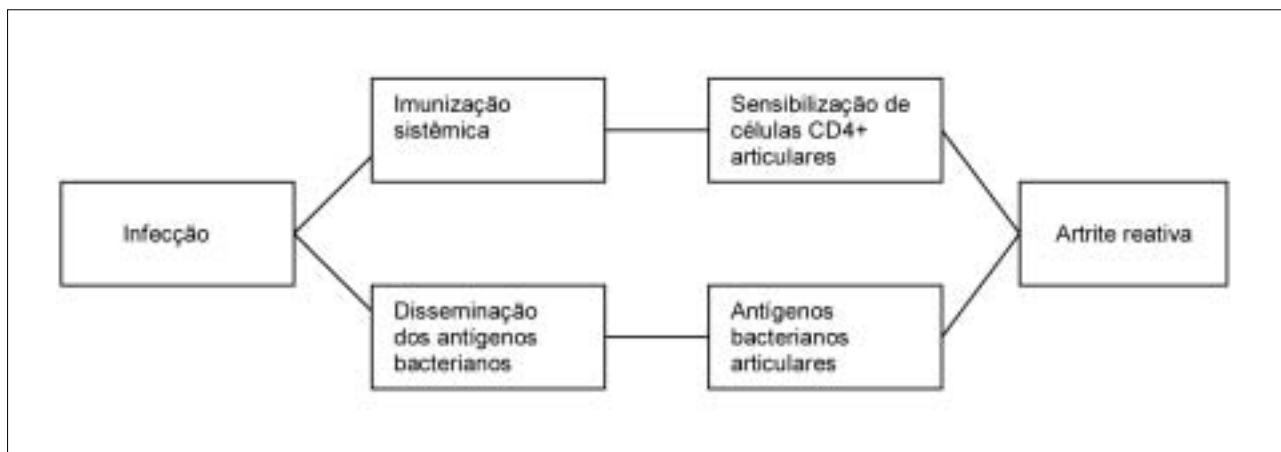 Imunização
sistêmica
Sensibilização de
células CD4+
articulares
Infecção
Artrite reativa
Disseminação
dos antígenos
bacterianos
Antígenos
bacterianos
articulares